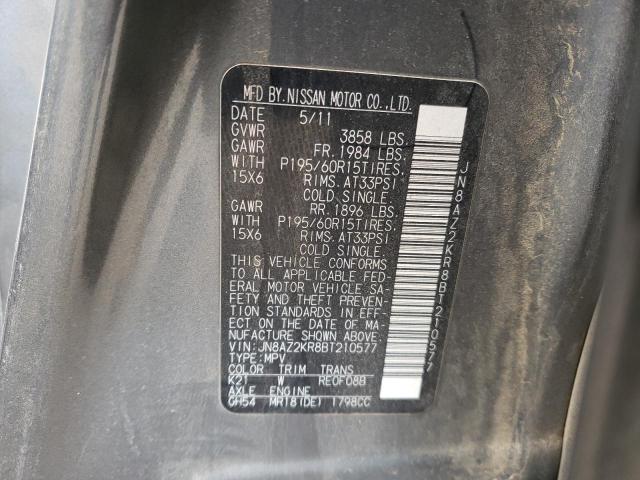 MFD BY.NISSAN MOTOR CO.,LTD.
DATE 5/11
GVWR 3858 LBS.
GAWR FR.1984 LBS.
WITH P195/60R15TIRES,
15X6 RIMS.AT33PSI
COLD SINGLE.
GAWR RR.1896 LBS.
WITH P195/60R15TIRES,
15X6 RIMS.AT33PSI
COLD SINGLE.
THIS VEHICLE CONFORMS
TO ALL APPLICABLE FED-
ERAL MOTOR VEHICLE SA-
FETY AND THEFT PREVEN-
TION STANDARDS IN EFF-
ECT ON THE DATE OF MA-
NUFACTURE SHOWN ABOVE.
VIN:JN8AZ2KR8BT210577
TYPE:MPV
COLOR TRIM TRANS
K21 W RE0F08B
AXLE ENGINE
GH54 MR18(DE) 1798CC
JN8AZ2KR8BT210577